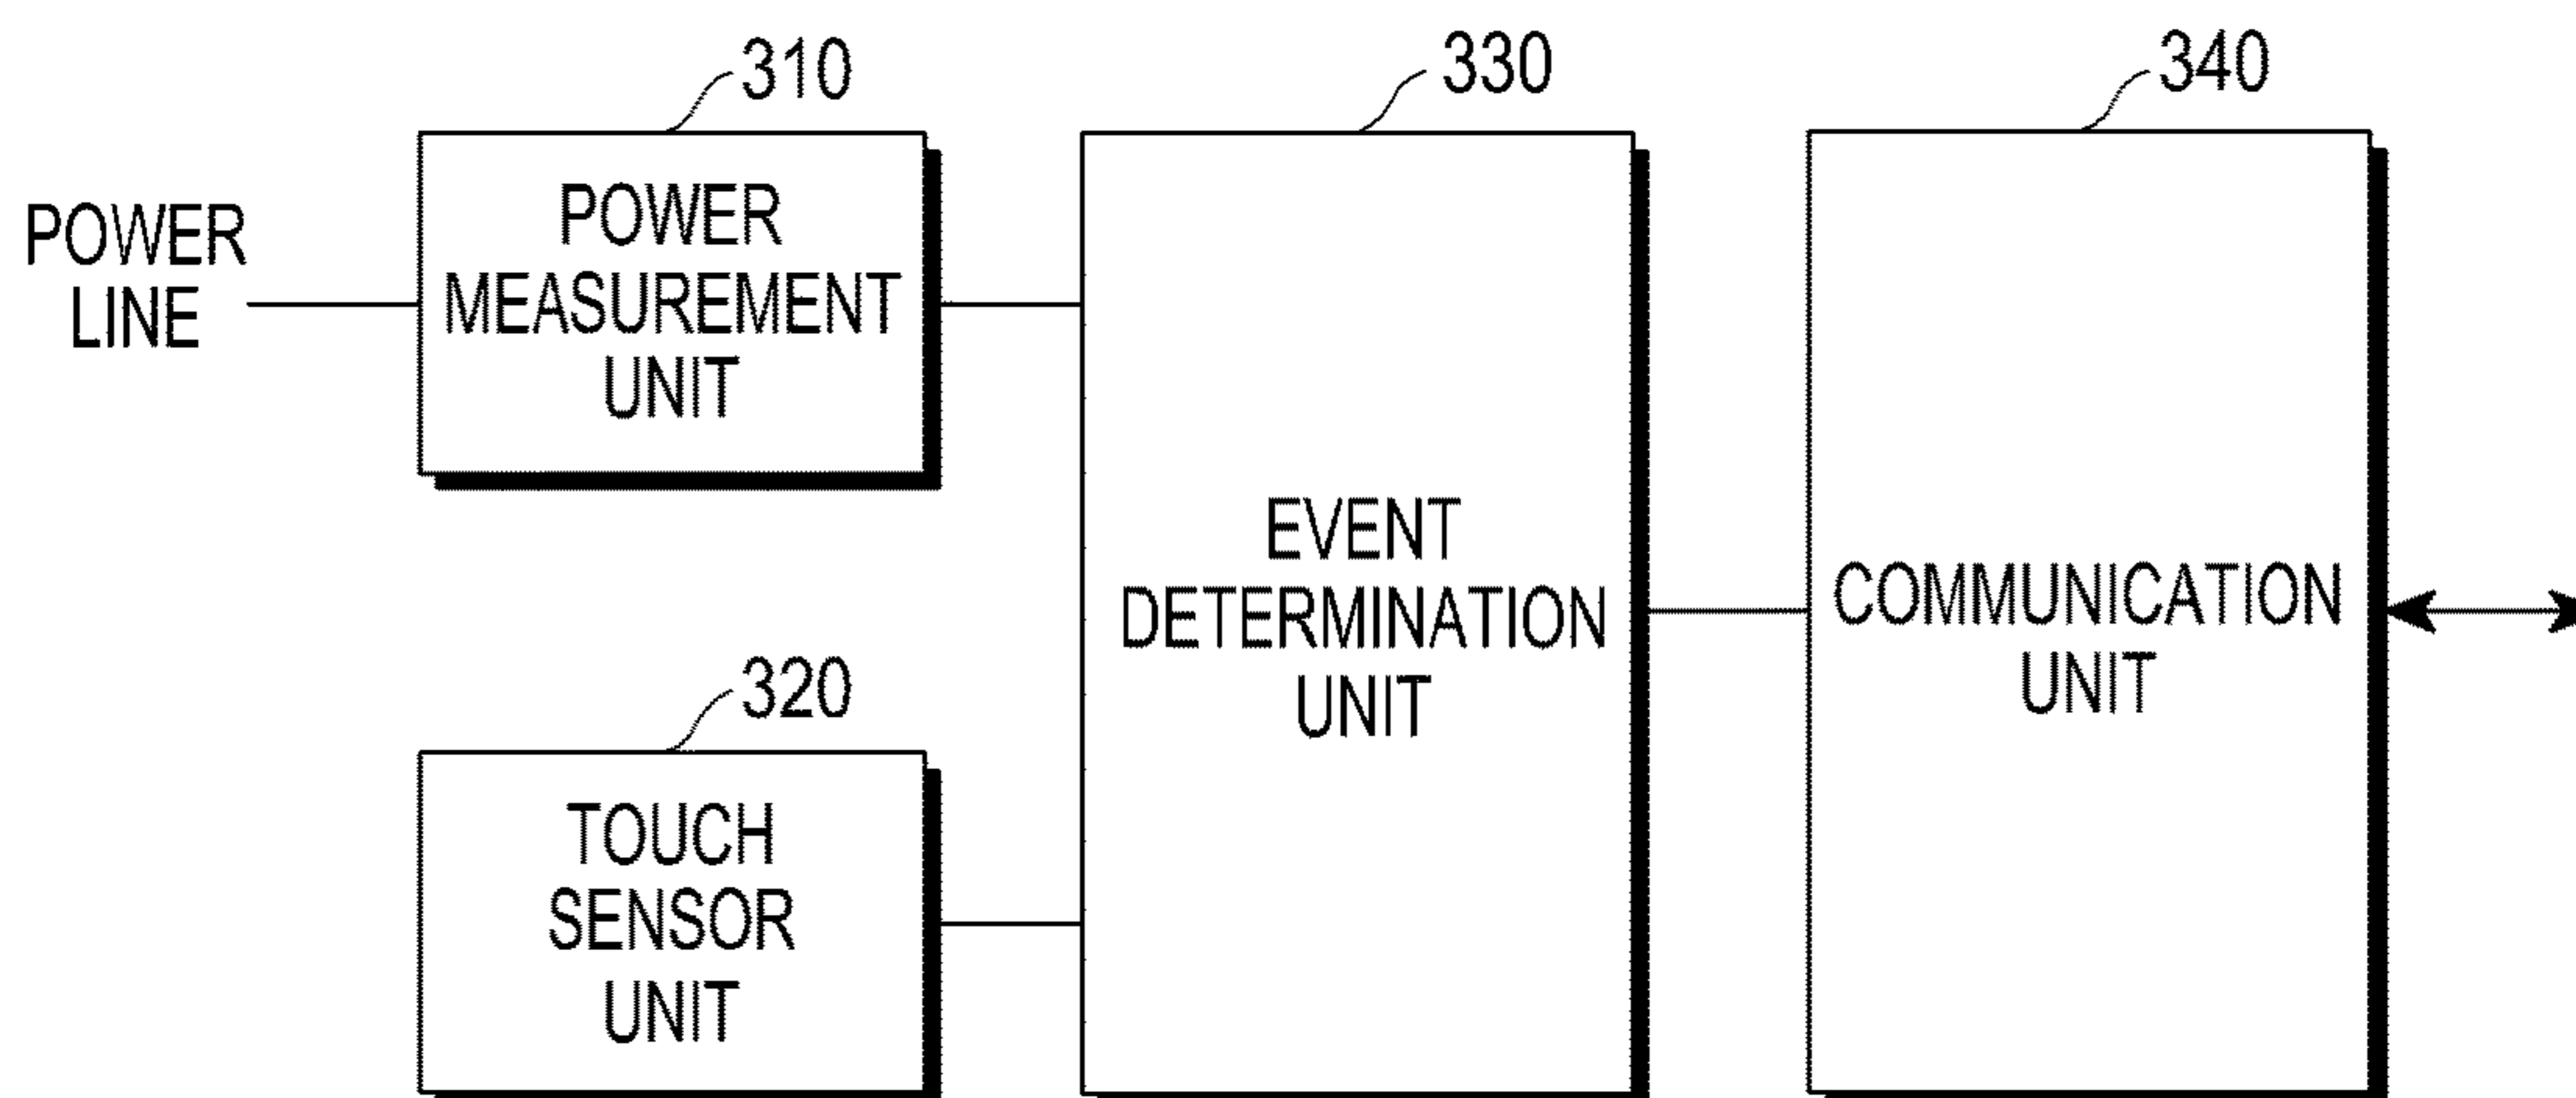 310
330
340
POWER
LINE
POWER
MEASUREMENT
UNIT
EVENT
DETERMINATION
UNIT
COMMUNICATION
UNIT
320
TOUCH
SENSOR
UNIT